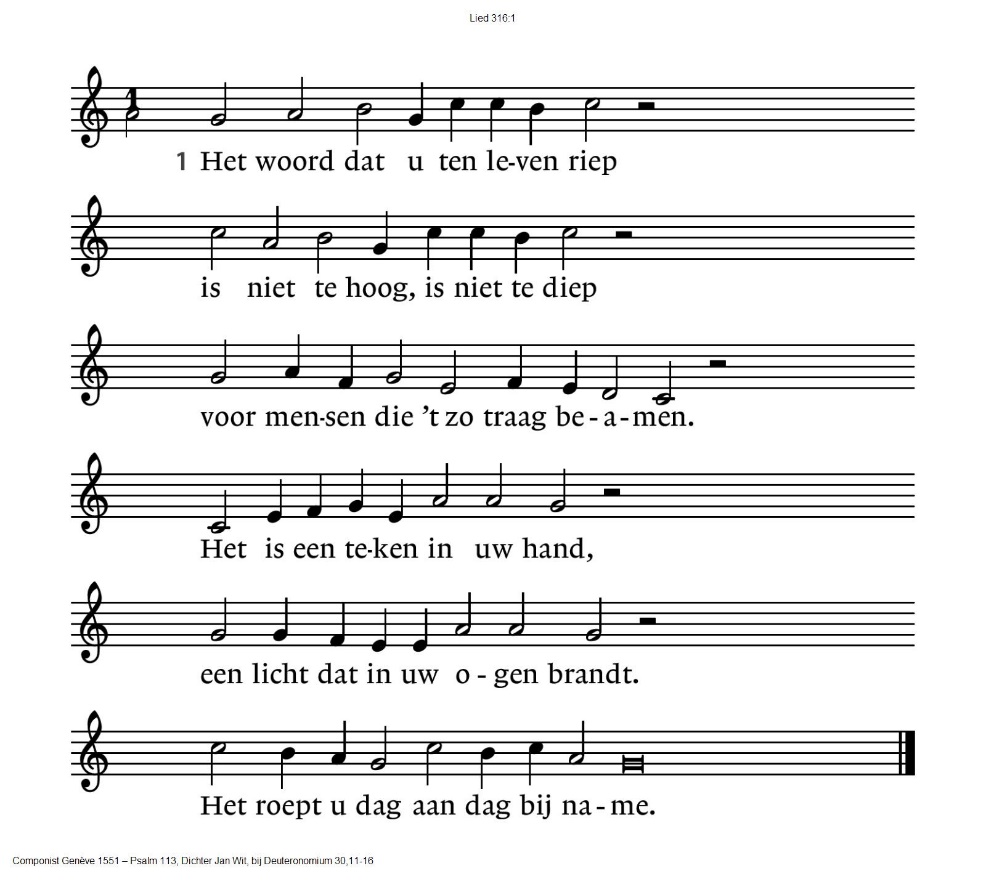 Lied 316:1
1
1 Het woord dat u ten le-ven riep
is niet te hoog, is niet te diep
voor men-sen die ’t zo traag be-a-men.
Het is een te-ken in uw hand,
een licht dat in uw o-gen brandt.
Het roept u dag aan dag bij na-me.
Componist Genève 1551 – Psalm 113, Dichter Jan Wit, bij Deuteronomium 30,11-16